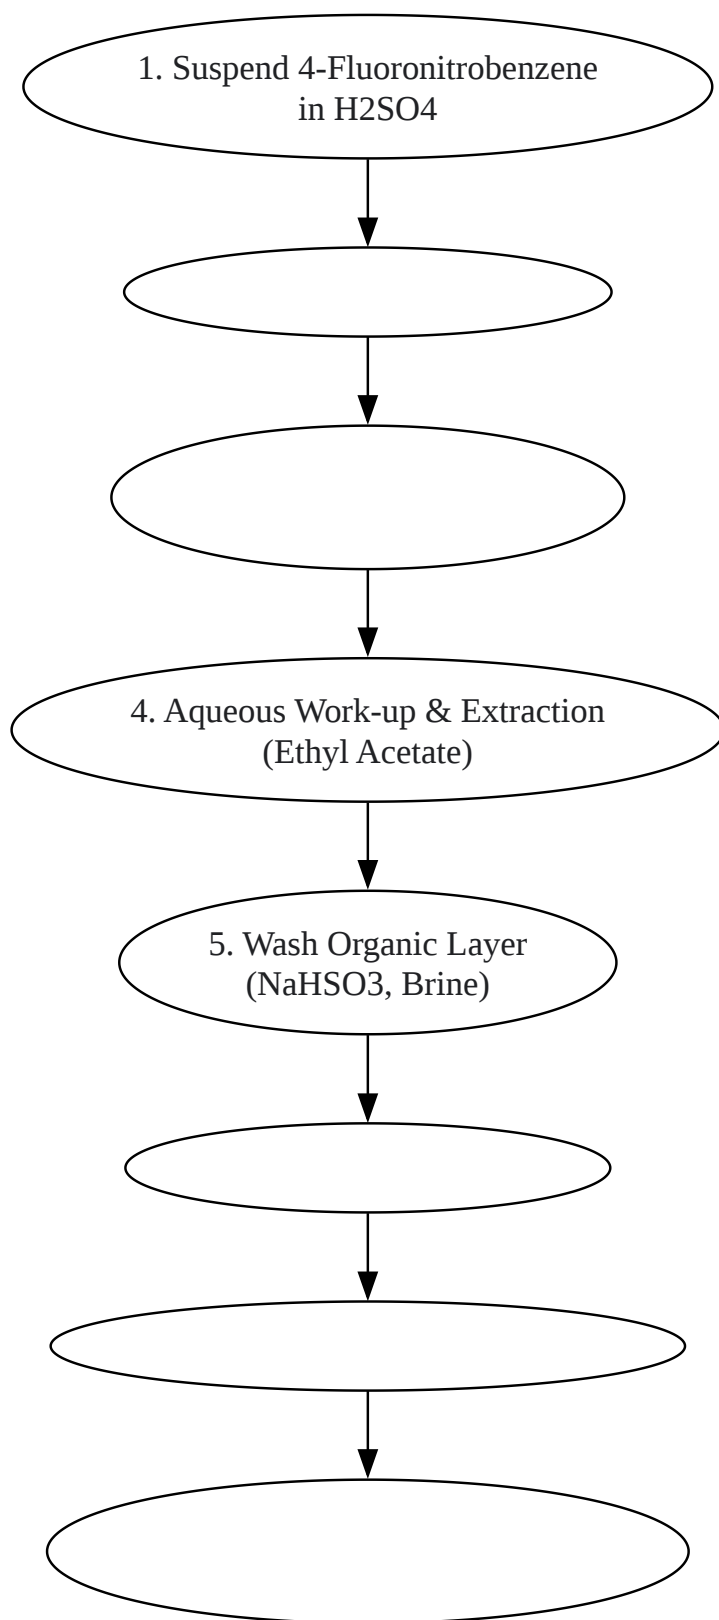 1. Suspend 4-Fluoronitrobenzene
in H2SO4
4. Aqueous Work-up & Extraction
(Ethyl Acetate)
5. Wash Organic Layer
(NaHSO3, Brine)